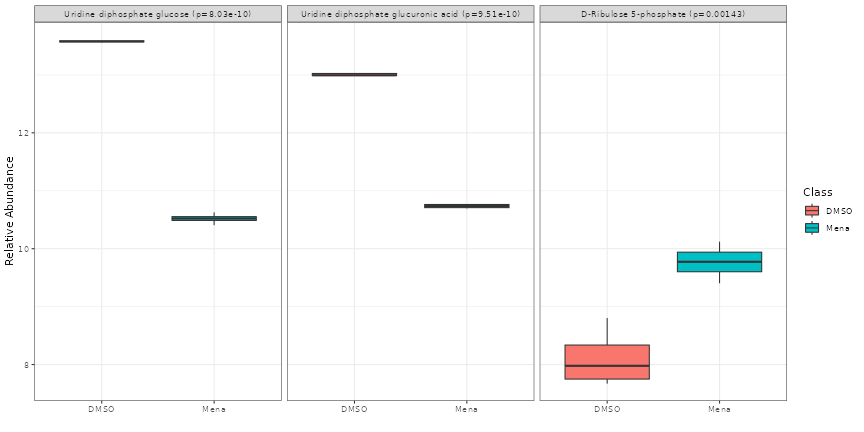 Uridine diphosphate glucose (p=8.03e-10)
Uridine diphosphate glucuronic acid (p=9.51e-10)
D-Ribulose 5-phosphate (p=0.00143)
Relative Abundance
12
10
8
DMSO
Mena
DMSO
Mena
DMSO
Mena
Class
DMSO
Mena